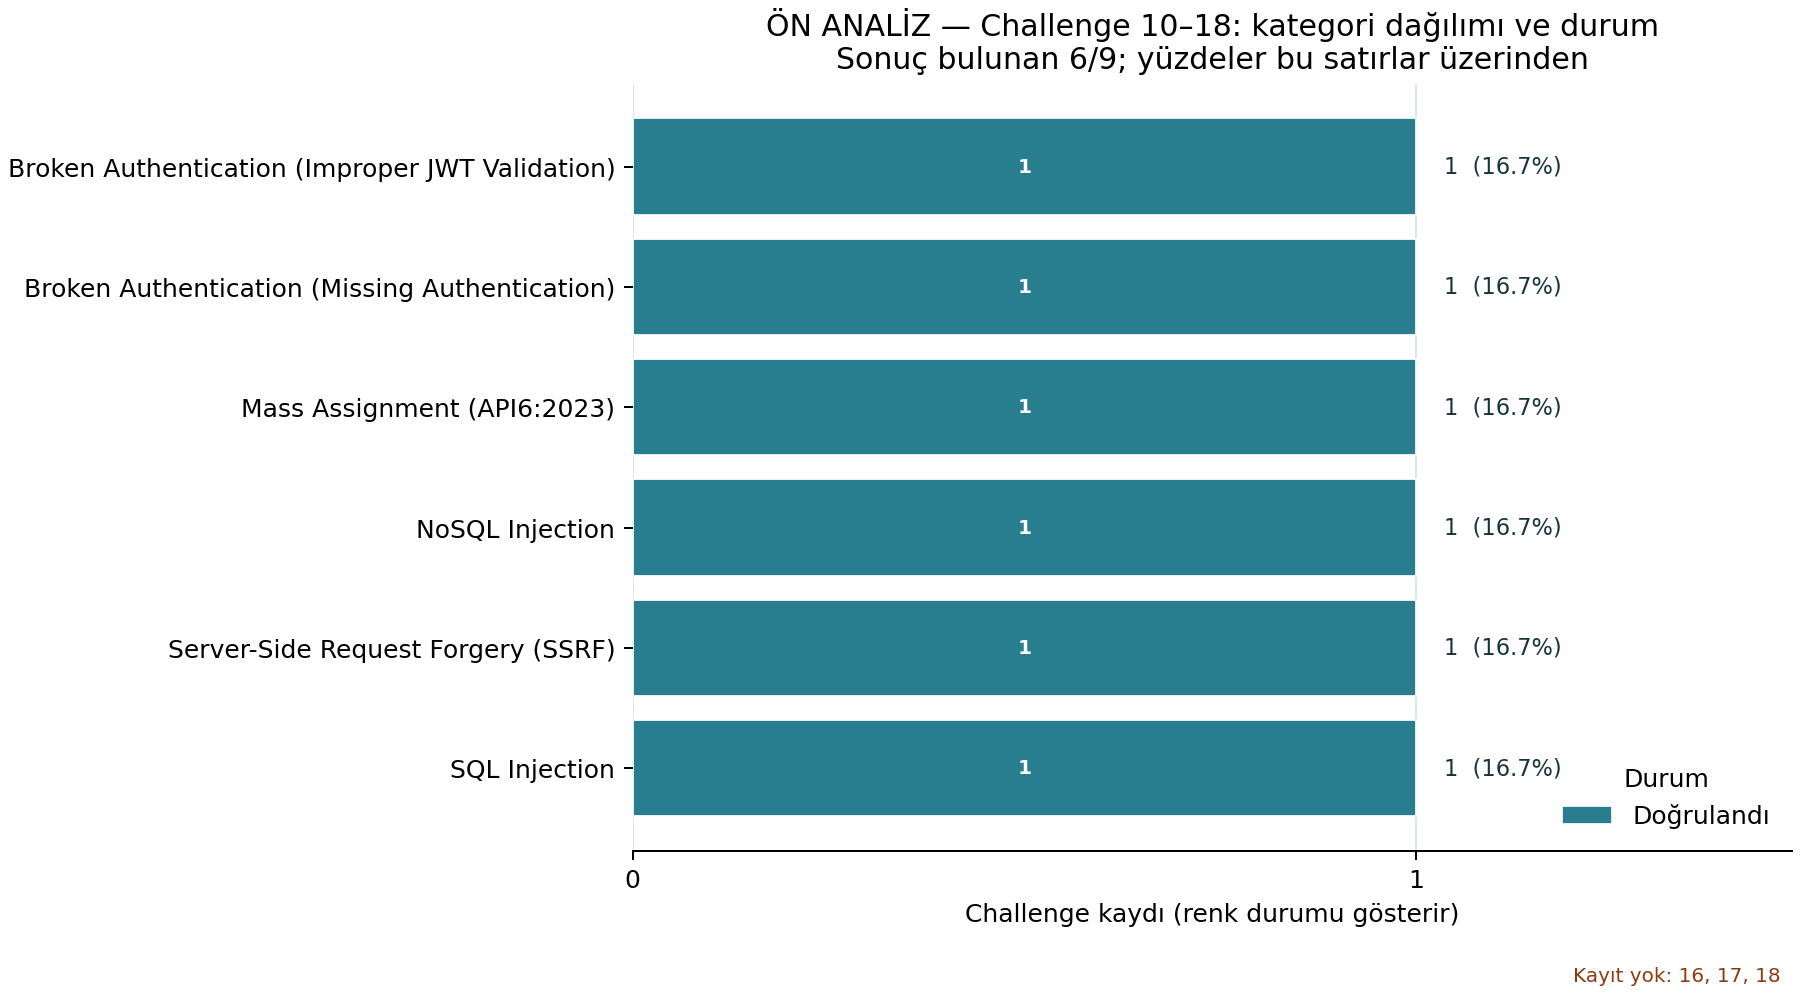 ÖN ANALİZ — Challenge 10–18: kategori dağılımı ve durum
Sonuç bulunan 6/9; yüzdeler bu satırlar üzerinden
Broken Authentication (Improper JWT Validation)
1
1 (16.7%)
Broken Authentication (Missing Authentication)
1
1 (16.7%)
Mass Assignment (API6:2023)
1
1 (16.7%)
NoSQL Injection
1
1 (16.7%)
Server-Side Request Forgery (SSRF)
1
1 (16.7%)
SQL Injection
1
1 (16.7%)
Durum
Doğrulandı
0
1
Challenge kaydı (renk durumu gösterir)
Kayıt yok: 16, 17, 18